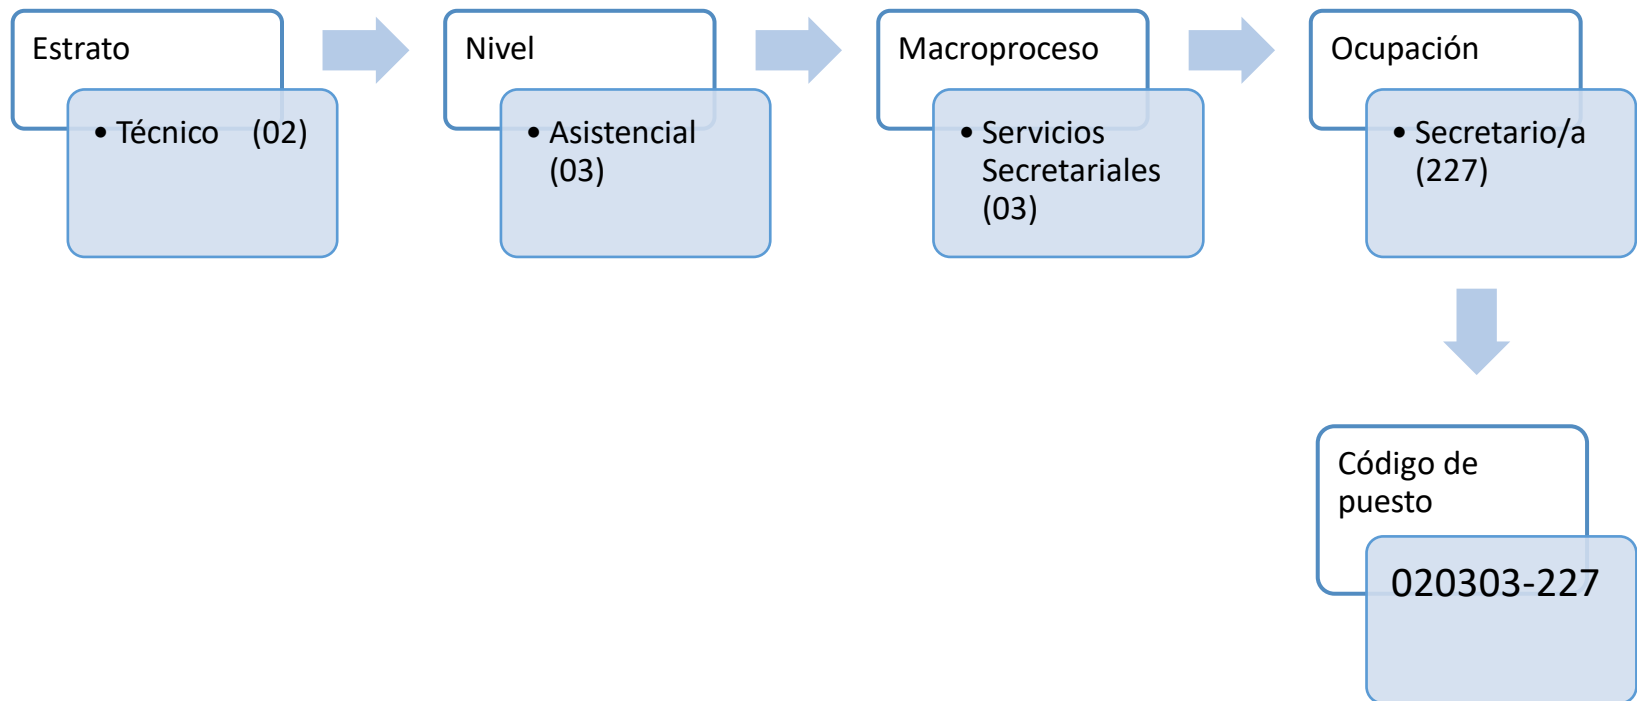 Estrato
• Técnico (02)
Nivel
• Asistencial
(03)
Macroproceso
• Servicios
Secretariales
(03)
Ocupación
• Secretario/a
(227)
Código de
puesto
020303-227